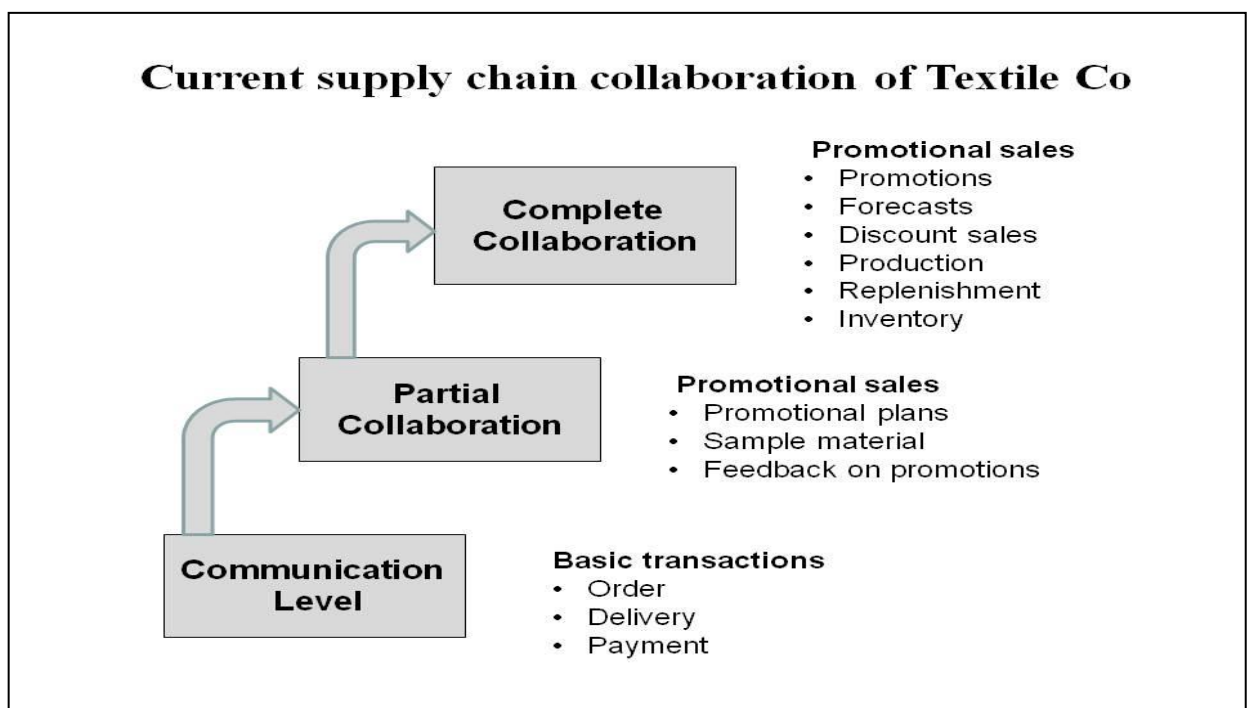 Current supply chain collaboration of Textile Co
Complete
Collaboration
Promotional sales
• Promotions
• Forecasts
• Discount sales
• Production
• Replenishment
• Inventory
Partial
Collaboration
Promotional sales
• Promotional plans
• Sample material
• Feedback on promotions
Communication
Level
Basic transactions
• Order
• Delivery
• Payment